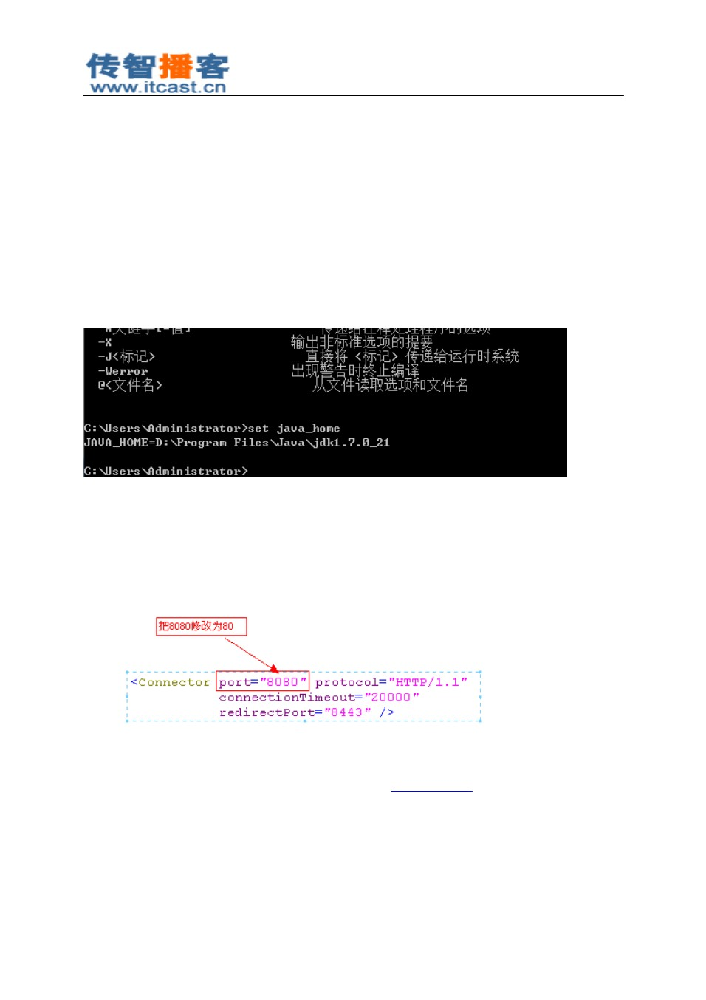 传智播客
www.itcast.cn
-X 输出非标准选项的提要
-J<标记> 直接将 <标记> 传递给运行时系统
-Werror 出现警告时终止编译
@<文件名> 从文件读取选项和文件名
C:\Users\Administrator>set java_home
JAVA_HOME=D:\Program Files\Java\jdk1.7.0_21
C:\Users\Administrator>
把8080修改为80
<Connector port="8080" protocol="HTTP/1.1"
connectionTimeout="20000"
redirectPort="8443" />